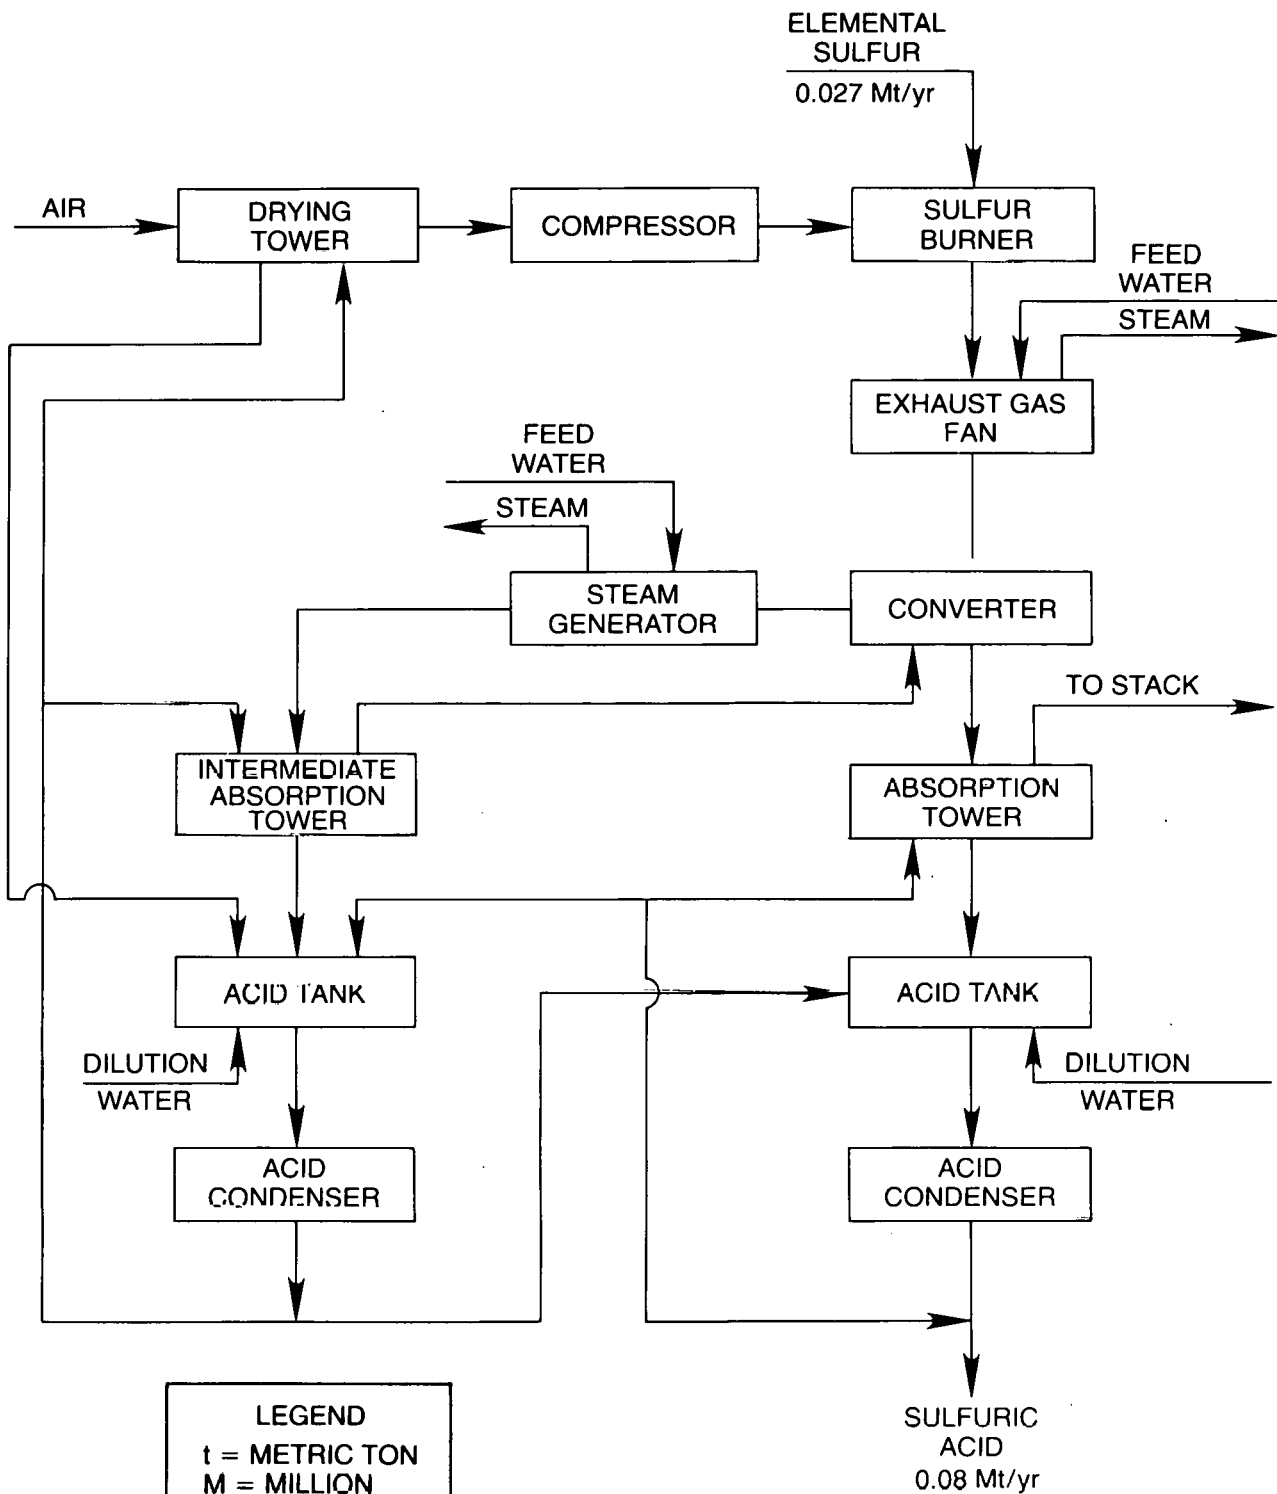 ELEMENTAL
SULFUR
0.027 Mt/yr
AIR
DRYING
TOWER
COMPRESSOR
SULFUR
BURNER
FEED
WATER
STEAM
EXHAUST GAS
FAN
FEED
WATER
STEAM
STEAM
GENERATOR
CONVERTER
TO STACK
INTERMEDIATE
ABSORPTION
TOWER
ABSORPTION
TOWER
ACID TANK
ACID TANK
DILUTION
WATER
DILUTION
WATER
ACID
CONDENSER
ACID
CONDENSER
LEGEND
t = METRIC TON
M = MILLION
SULFURIC
ACID
0.08 Mt/yr